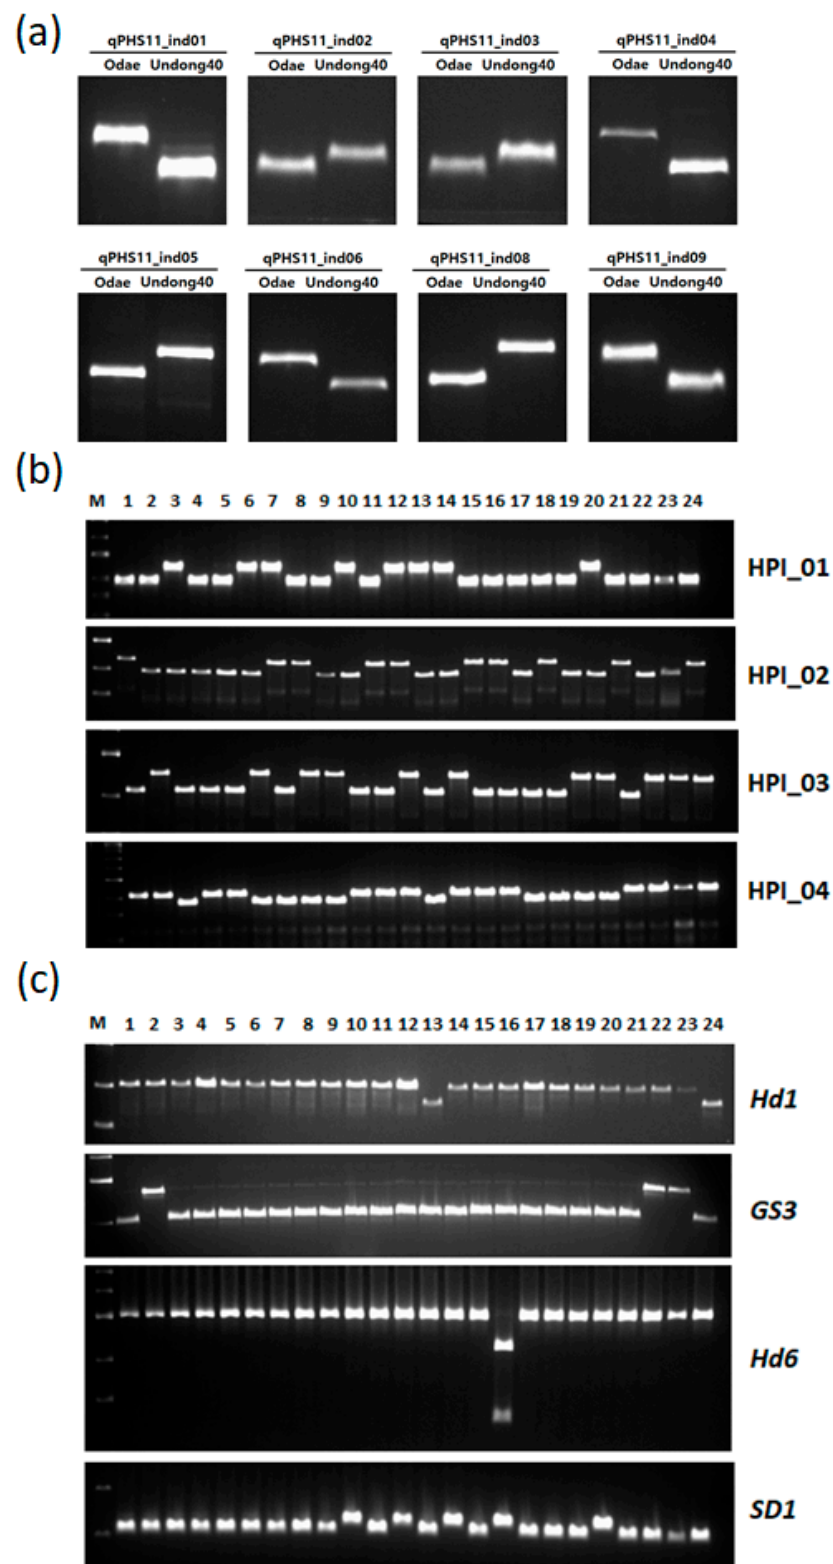 (a)
qPHS11_ind01 qPHS11_ind02 qPHS11_ind03 qPHS11_ind04
Odae Undong40 Odae Undong40 Odae Undong40 Odae Undong40
qPHS11_ind05 qPHS11_ind06 qPHS11_ind08 qPHS11_ind09
Odae Undong40 Odae Undong40 Odae Undong40 Odae Undong40
(b)
M 1 2 3 4 5 6 7 8 9 10 11 12 13 14 15 16 17 18 19 20 21 22 23 24
HPI_01
HPI_02
HPI_03
HPI_04
(c)
M 1 2 3 4 5 6 7 8 9 10 11 12 13 14 15 16 17 18 19 20 21 22 23 24
Hd1
GS3
Hd6
SD1